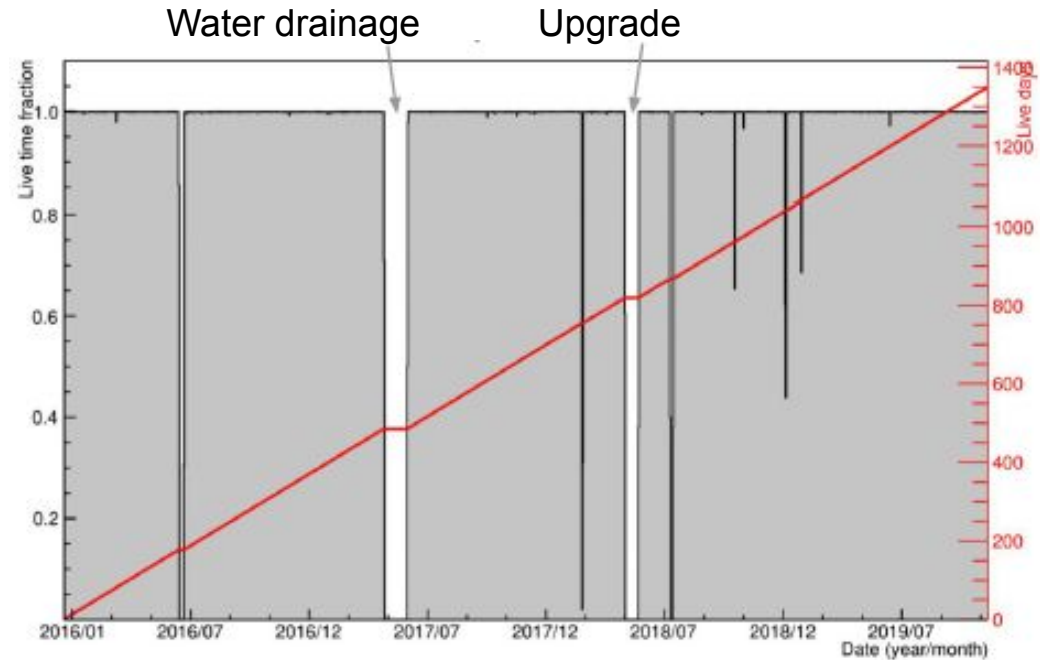 Water drainage
Upgrade
Live time fraction
1.0
0.8
0.6
0.4
0.2
1400
1200
1000
800
600
400
200
0
Live days
2016/01 2016/07 2016/12 2017/07 2017/12 2018/07 2018/12 2019/07
Date (year/month)